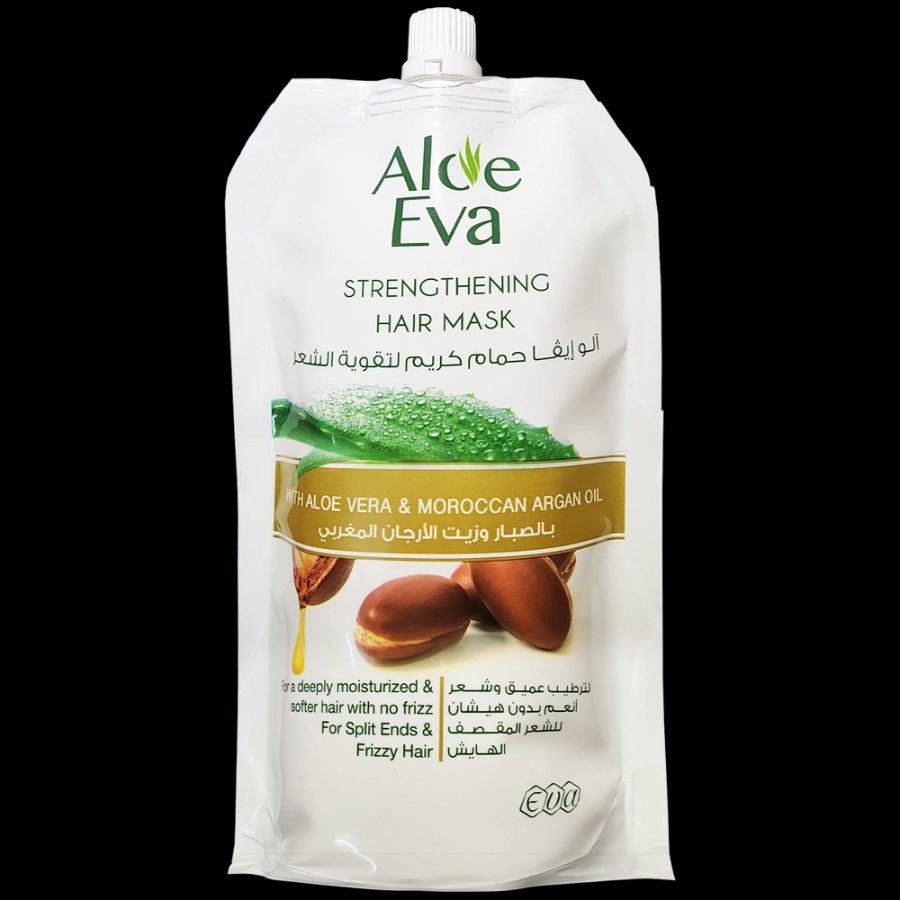 Aloe
Eva
STRENGTHENING
HAIR MASK
آلو إيڤا حمام كريم لتقوية الشعر
WITH ALOE VERA & MOROCCAN ARGAN OIL
بالصبار وزيت الأرجان المغربي
For a deeply moisturized &
softer hair with no frizz
For Split Ends &
Frizzy Hair
لترطيب عميق وشعر
أنعم بدون هيشان
للشعر المقصف
الهايش
Eva